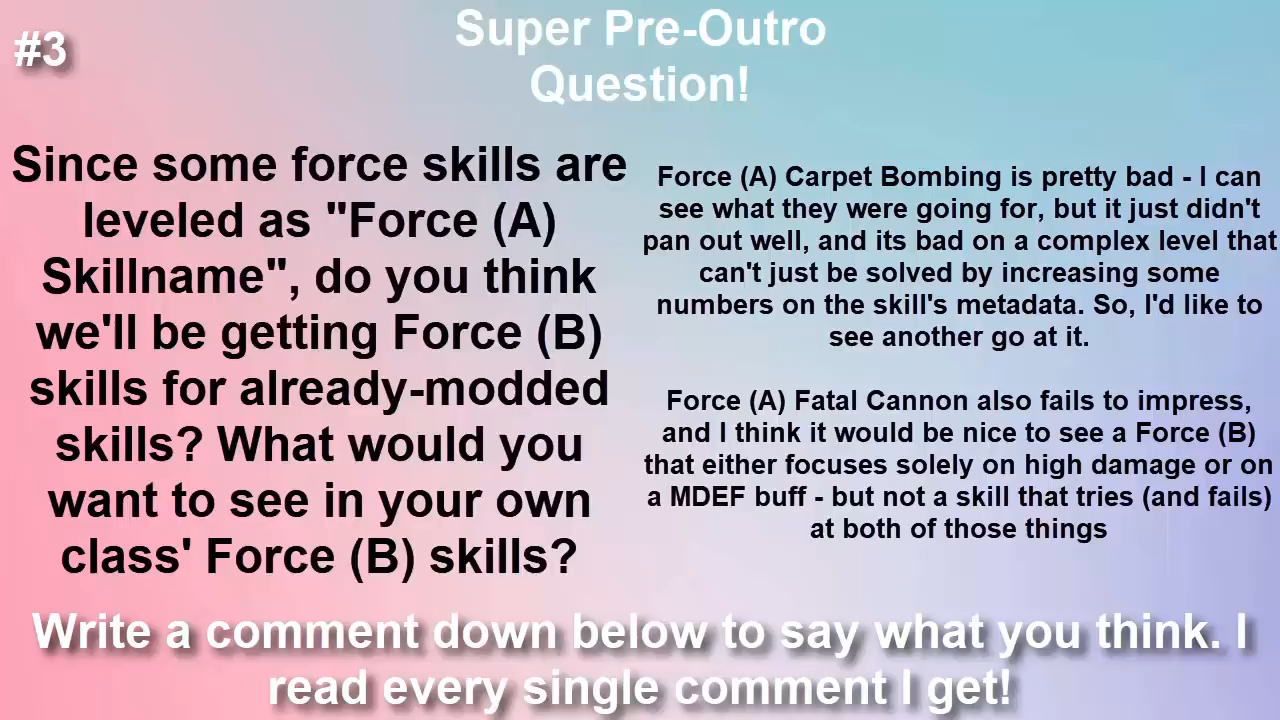 #3
Super Pre-Outro
Question!
Since some force skills are
leveled as "Force (A)
Skillname", do you think
we'll be getting Force (B)
skills for already-modded
skills? What would you
want to see in your own
class' Force (B) skills?
Force (A) Carpet Bombing is pretty bad - I can
see what they were going for, but it just didn't
pan out well, and its bad on a complex level that
can't just be solved by increasing some
numbers on the skill's metadata. So, I'd like to
see another go at it.
Force (A) Fatal Cannon also fails to impress,
and I think it would be nice to see a Force (B)
that either focuses solely on high damage or on
a MDEF buff - but not a skill that tries (and fails)
at both of those things
Write a comment down below to say what you think. I
read every single comment I get!